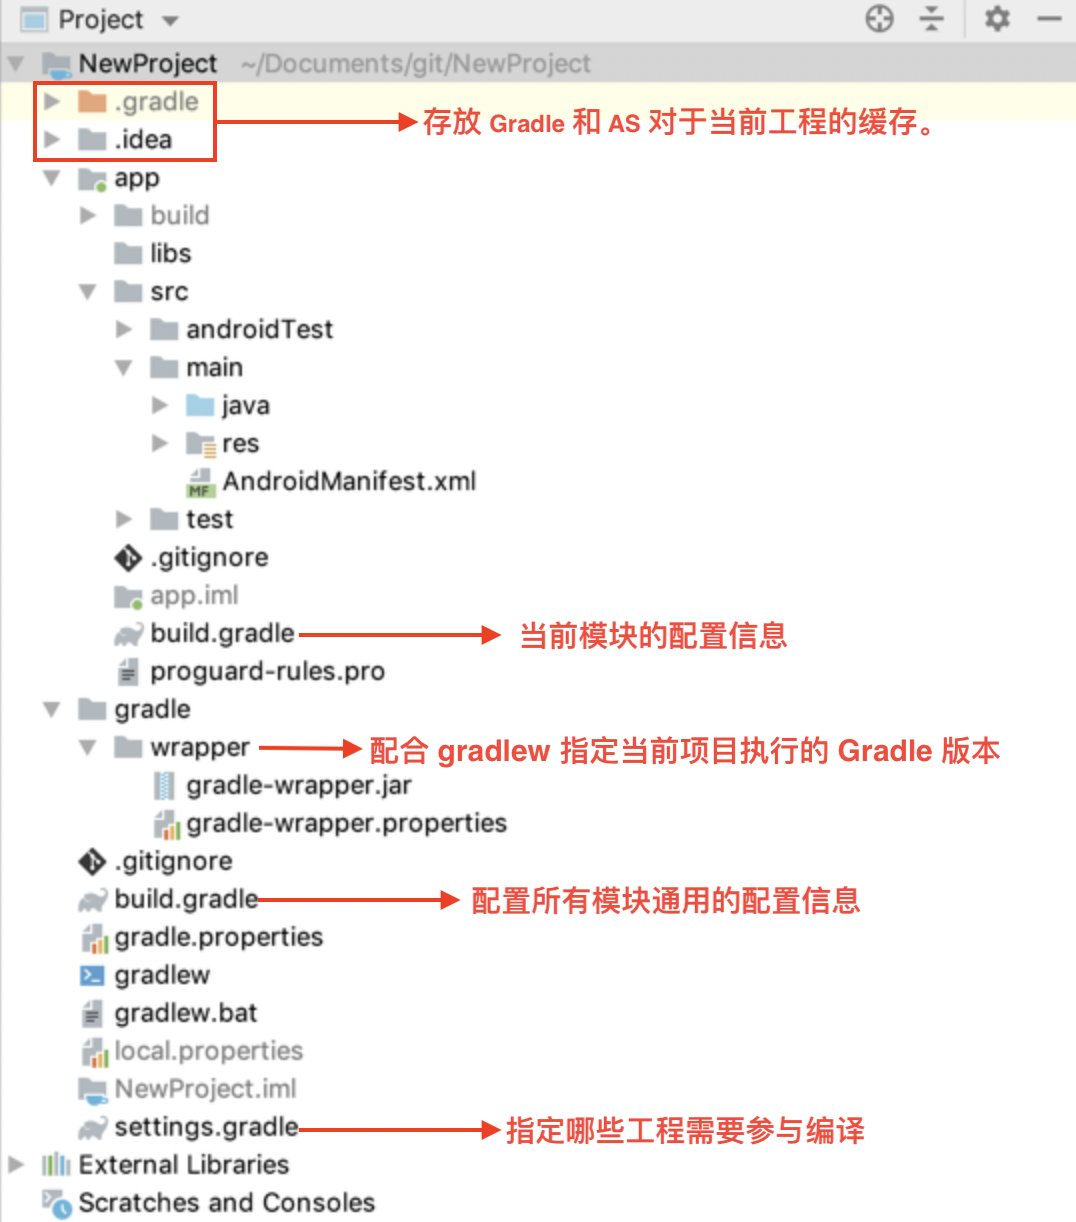 Project
NewProject ~/Documents/git/NewProject
.gradle
存放 Gradle 和 AS 对于当前工程的缓存。
.idea
app
build
libs
src
androidTest
main
java
res
MF AndroidManifest.xml
test
.gitignore
app.iml
build.gradle 当前模块的配置信息
proguard-rules.pro
gradle
wrapper 配合 gradlew 指定当前项目执行的 Gradle 版本
gradle-wrapper.jar
gradle-wrapper.properties
.gitignore
build.gradle 配置所有模块通用的配置信息
gradle.properties
gradlew
gradlew.bat
local.properties
NewProject.iml
settings.gradle 指定哪些工程需要参与编译
External Libraries
Scratches and Consoles